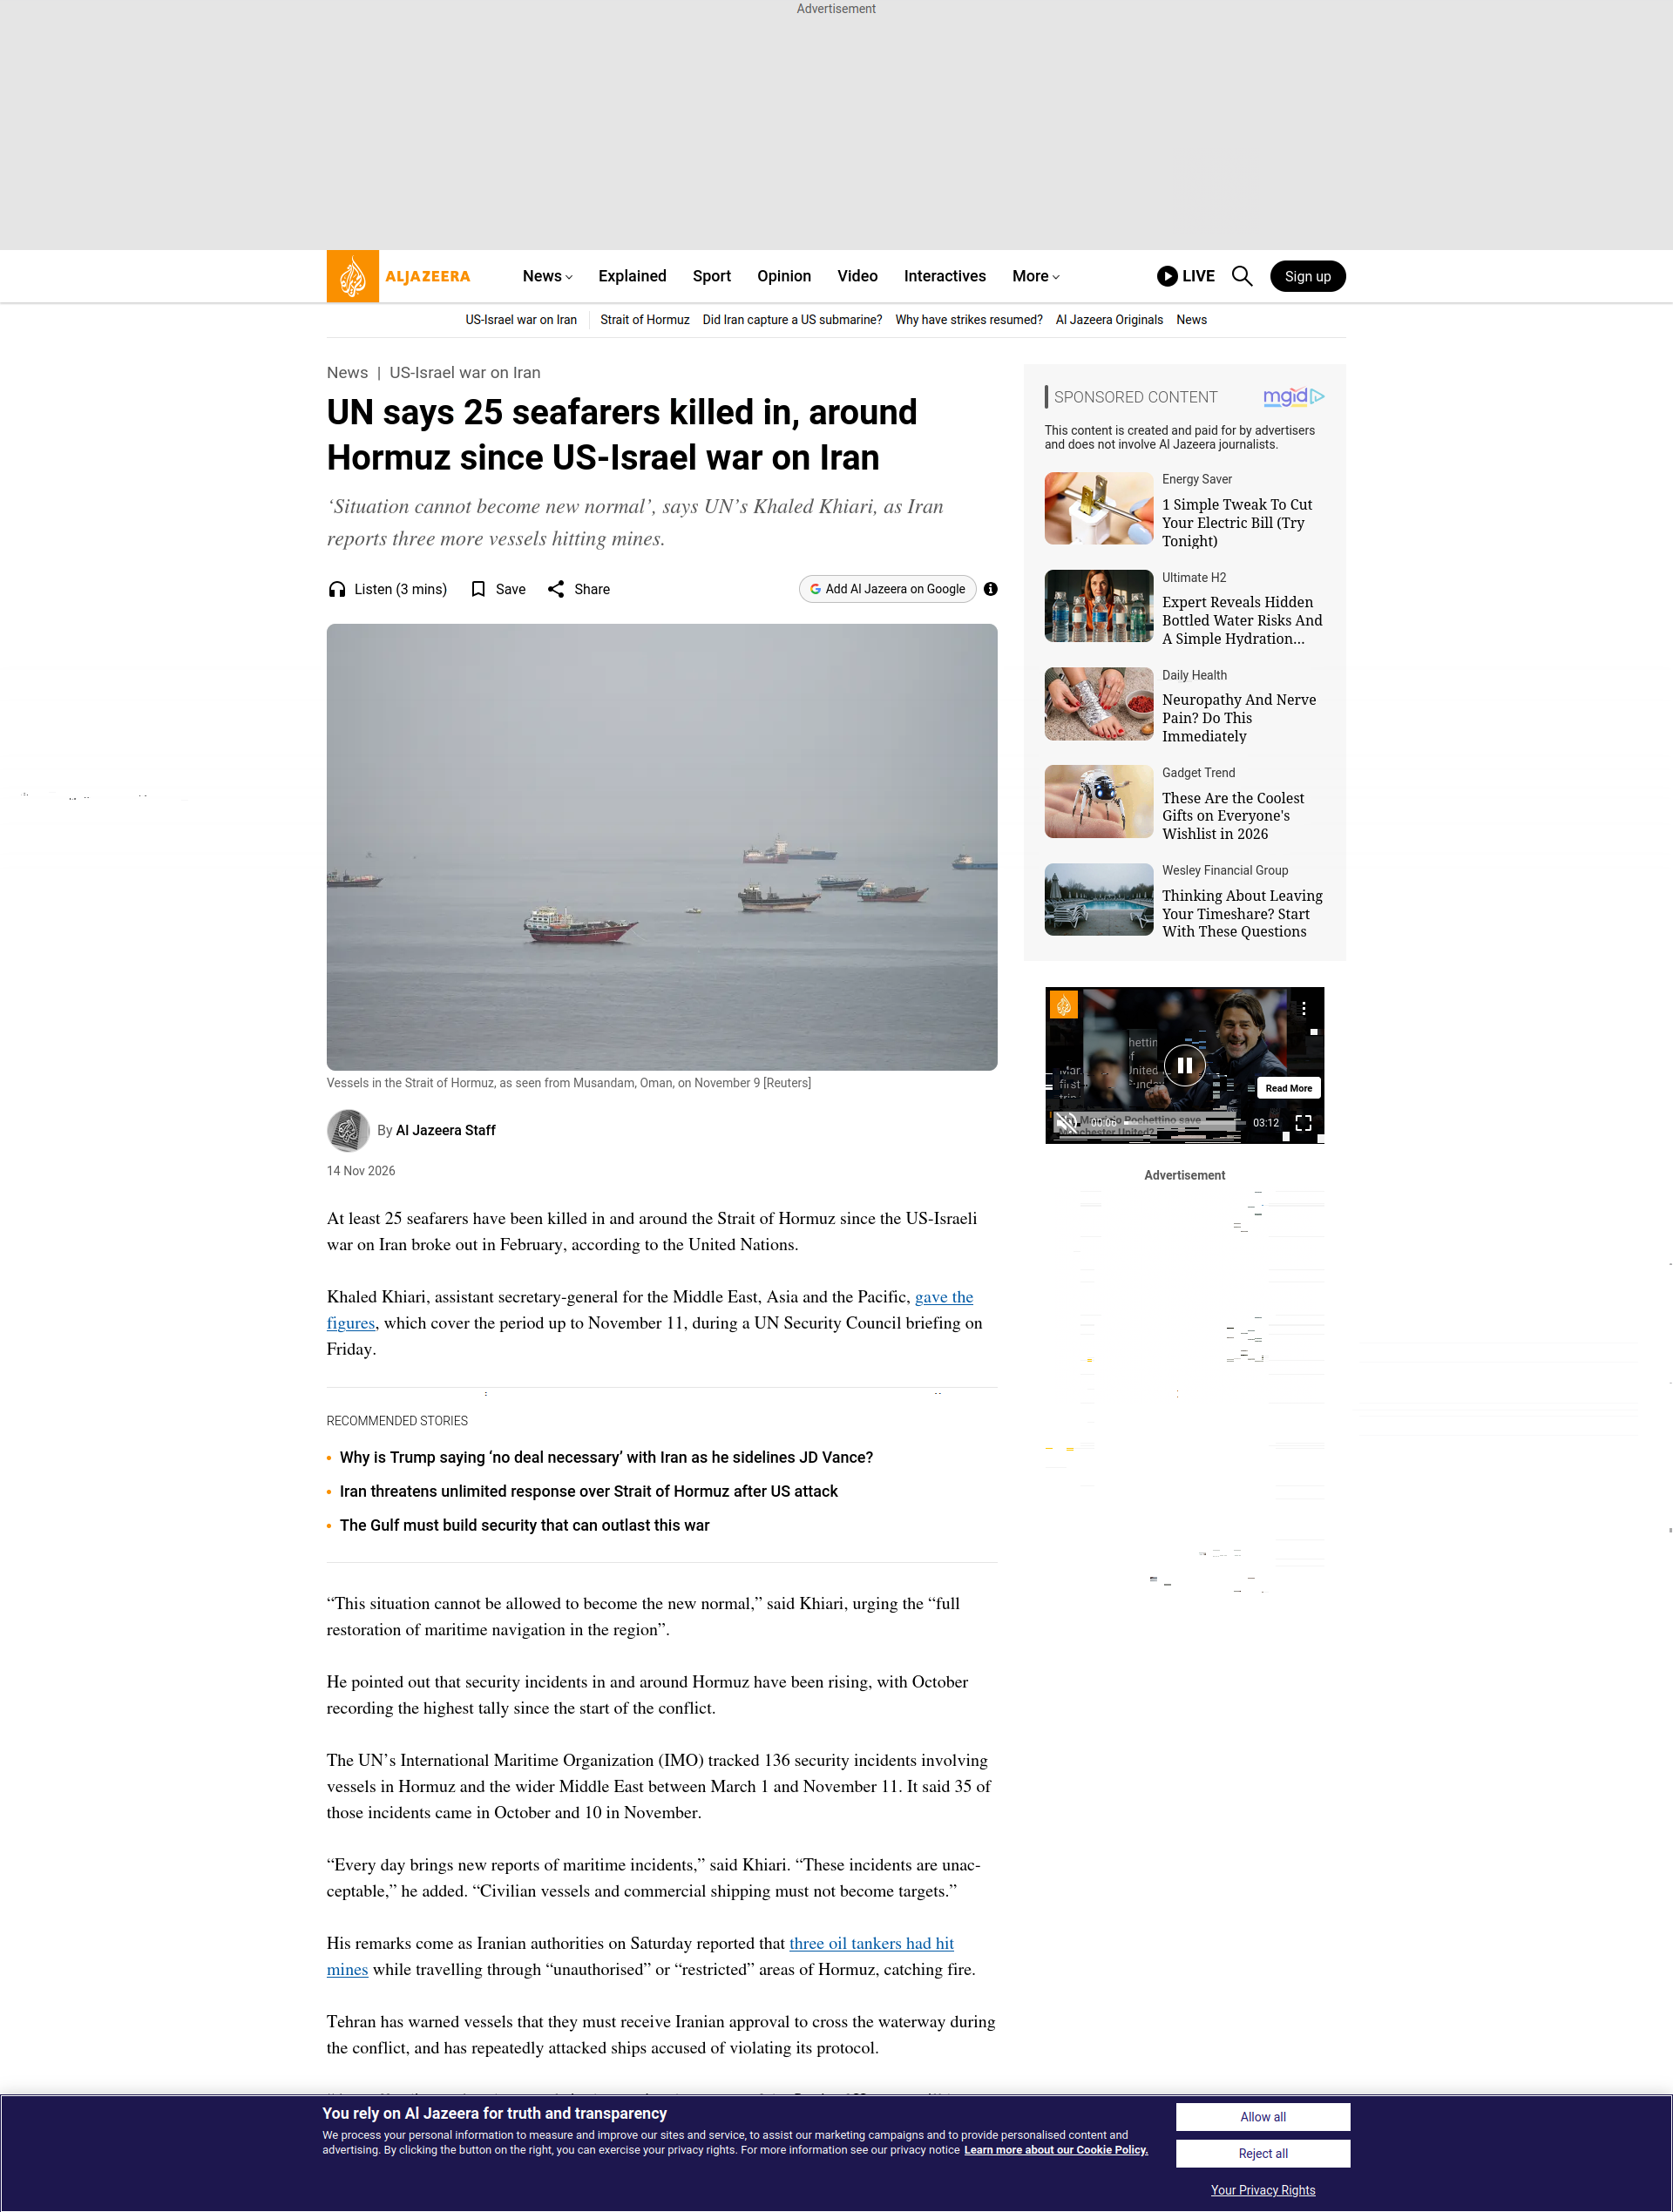 Advertisement
ALJAZEERA
News
Explained
Sport
Opinion
Video
Interactives
More
LIVE
Sign up
US-Israel war on Iran
Strait of Hormuz
Did Iran capture a US submarine?
Why have strikes resumed?
Al Jazeera Originals
News
News | US-Israel war on Iran
UN says 25 seafarers killed in, around
Hormuz since US-Israel war on Iran
‘Situation cannot become new normal’, says UN’s Khaled Khiari, as Iran
reports three more vessels hitting mines.
Listen (3 mins)
Save
Share
Add Al Jazeera on Google
Vessels in the Strait of Hormuz, as seen from Musandam, Oman, on November 9 [Reuters]
By Al Jazeera Staff
14 Nov 2026
At least 25 seafarers have been killed in and around the Strait of Hormuz since the US-Israeli
war on Iran broke out in February, according to the United Nations.
Khaled Khiari, assistant secretary-general for the Middle East, Asia and the Pacific, gave the
figures, which cover the period up to November 11, during a UN Security Council briefing on
Friday.
RECOMMENDED STORIES
Why is Trump saying ‘no deal necessary’ with Iran as he sidelines JD Vance?
Iran threatens unlimited response over Strait of Hormuz after US attack
The Gulf must build security that can outlast this war
“This situation cannot be allowed to become the new normal,” said Khiari, urging the “full
restoration of maritime navigation in the region”.
He pointed out that security incidents in and around Hormuz have been rising, with October
recording the highest tally since the start of the conflict.
The UN’s International Maritime Organization (IMO) tracked 136 security incidents involving
vessels in Hormuz and the wider Middle East between March 1 and November 11. It said 35 of
those incidents came in October and 10 in November.
“Every day brings new reports of maritime incidents,” said Khiari. “These incidents are unac-
ceptable,” he added. “Civilian vessels and commercial shipping must not become targets.”
His remarks come as Iranian authorities on Saturday reported that three oil tankers had hit
mines while travelling through “unauthorised” or “restricted” areas of Hormuz, catching fire.
Tehran has warned vessels that they must receive Iranian approval to cross the waterway during
the conflict, and has repeatedly attacked ships accused of violating its protocol.
SPONSORED CONTENT
mgid
This content is created and paid for by advertisers
and does not involve Al Jazeera journalists.
Energy Saver
1 Simple Tweak To Cut
Your Electric Bill (Try
Tonight)
Ultimate H2
Expert Reveals Hidden
Bottled Water Risks And
A Simple Hydration...
Daily Health
Neuropathy And Nerve
Pain? Do This
Immediately
Gadget Trend
These Are the Coolest
Gifts on Everyone's
Wishlist in 2026
Wesley Financial Group
Thinking About Leaving
Your Timeshare? Start
With These Questions
Read More
00:06
03:12
Advertisement
You rely on Al Jazeera for truth and transparency
We process your personal information to measure and improve our sites and service, to assist our marketing campaigns and to provide personalised content and
advertising. By clicking the button on the right, you can exercise your privacy rights. For more information see our privacy notice Learn more about our Cookie Policy.
Allow all
Reject all
Your Privacy Rights